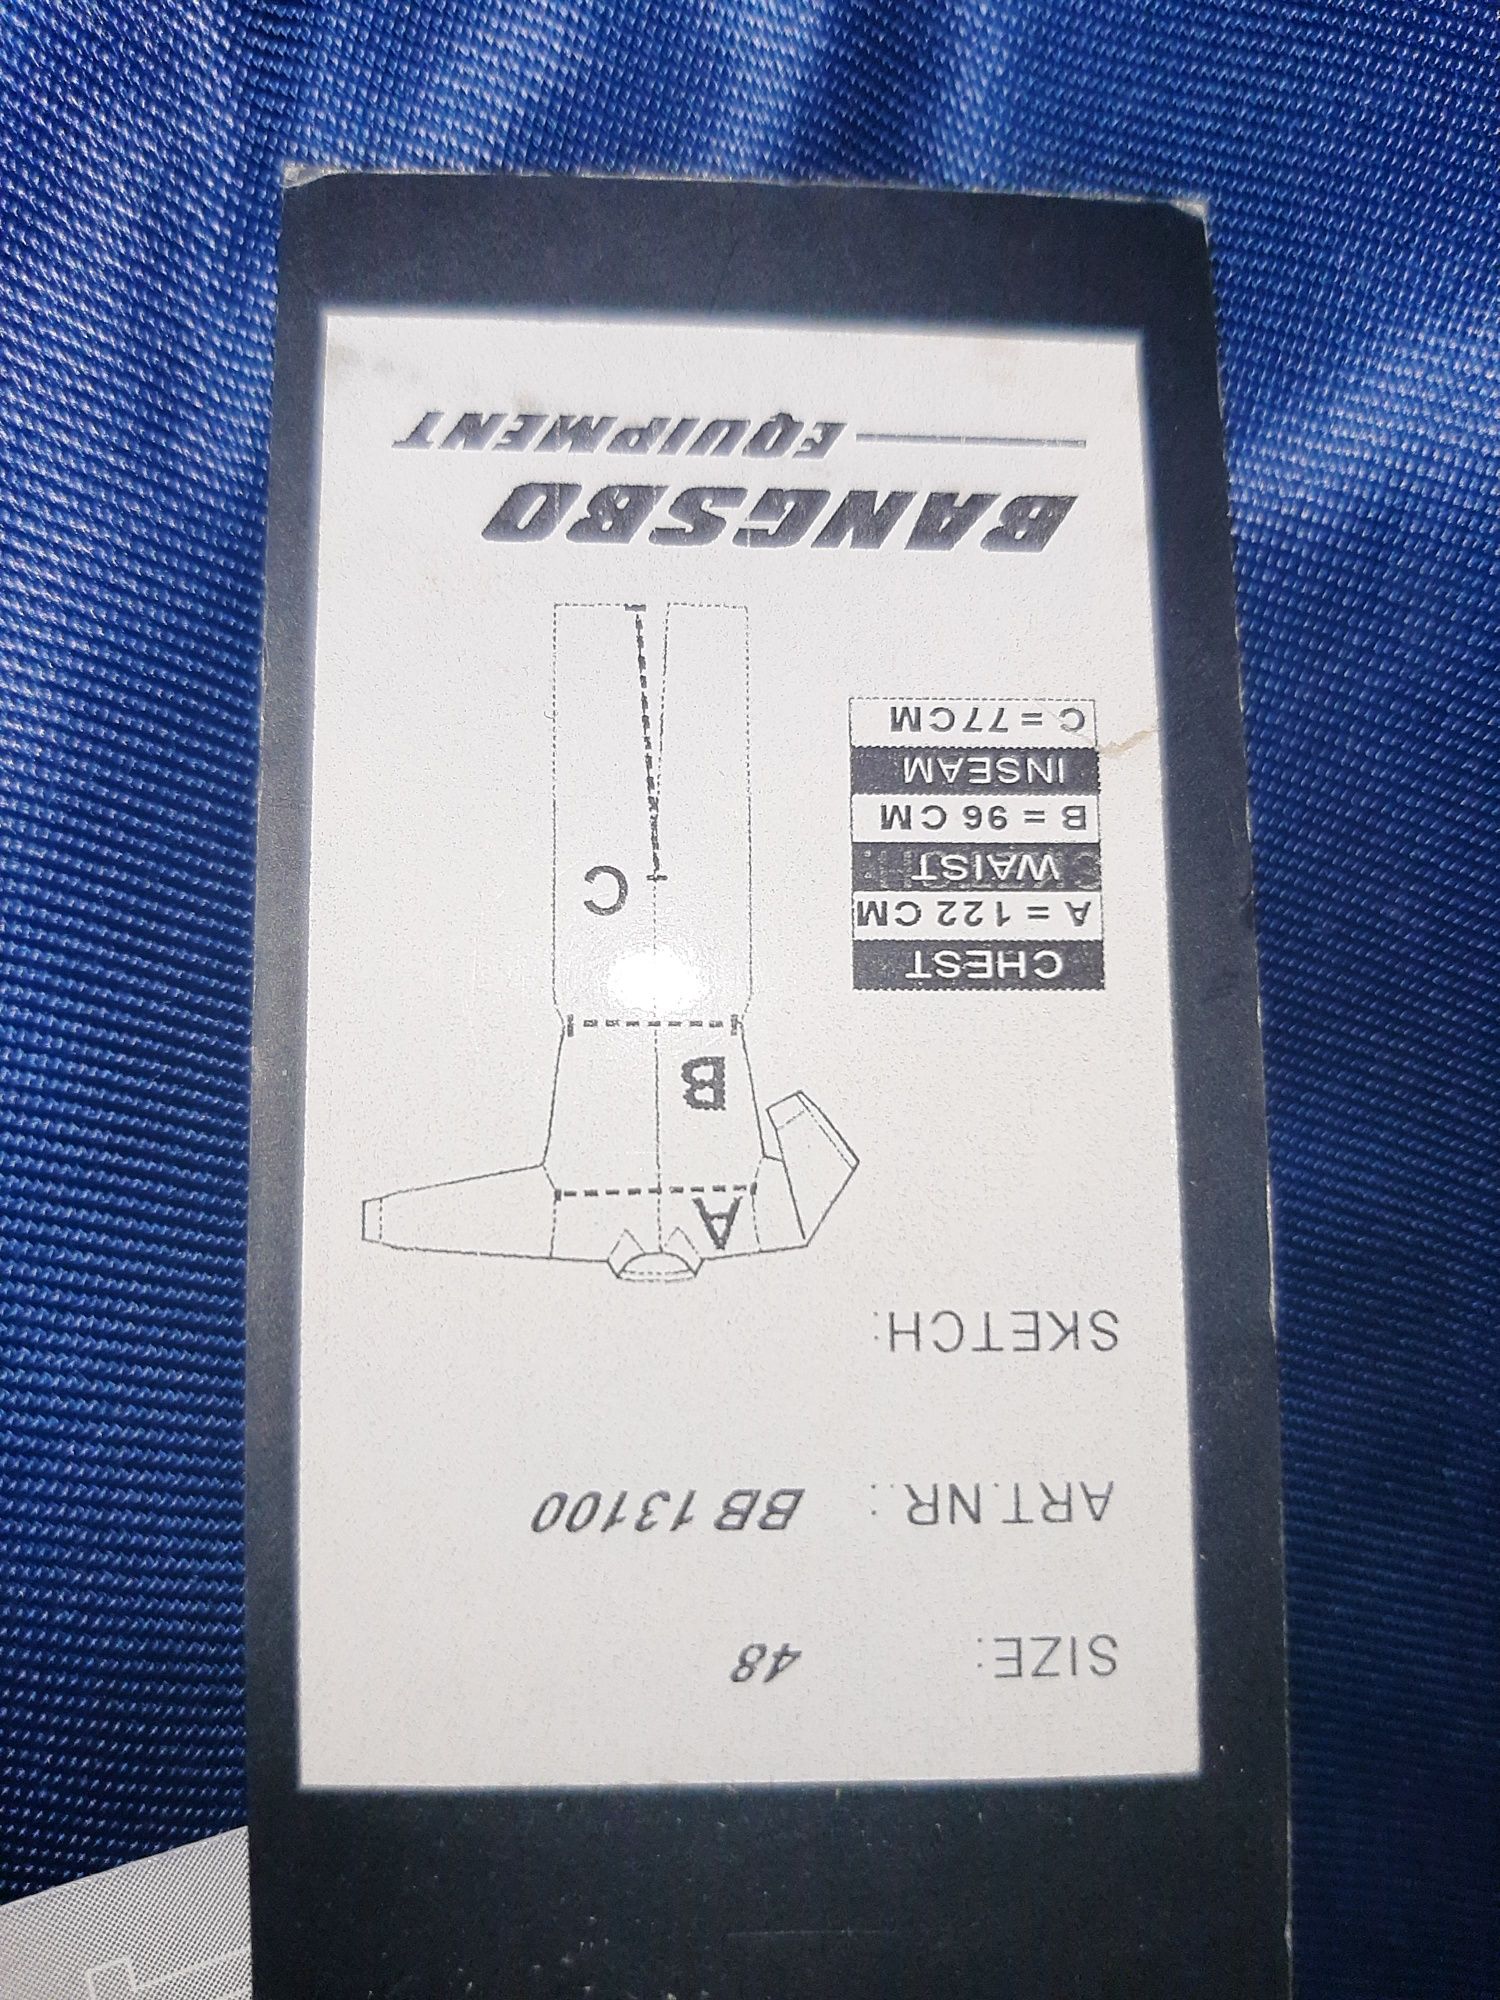 SIZE: 48
ART.NR.: BB 13100
SKETCH:
A
B
C
CHEST
A = 122 CM
WAIST
B = 96 CM
INSEAM
C = 77CM
BANGSBO
EQUIPMENT